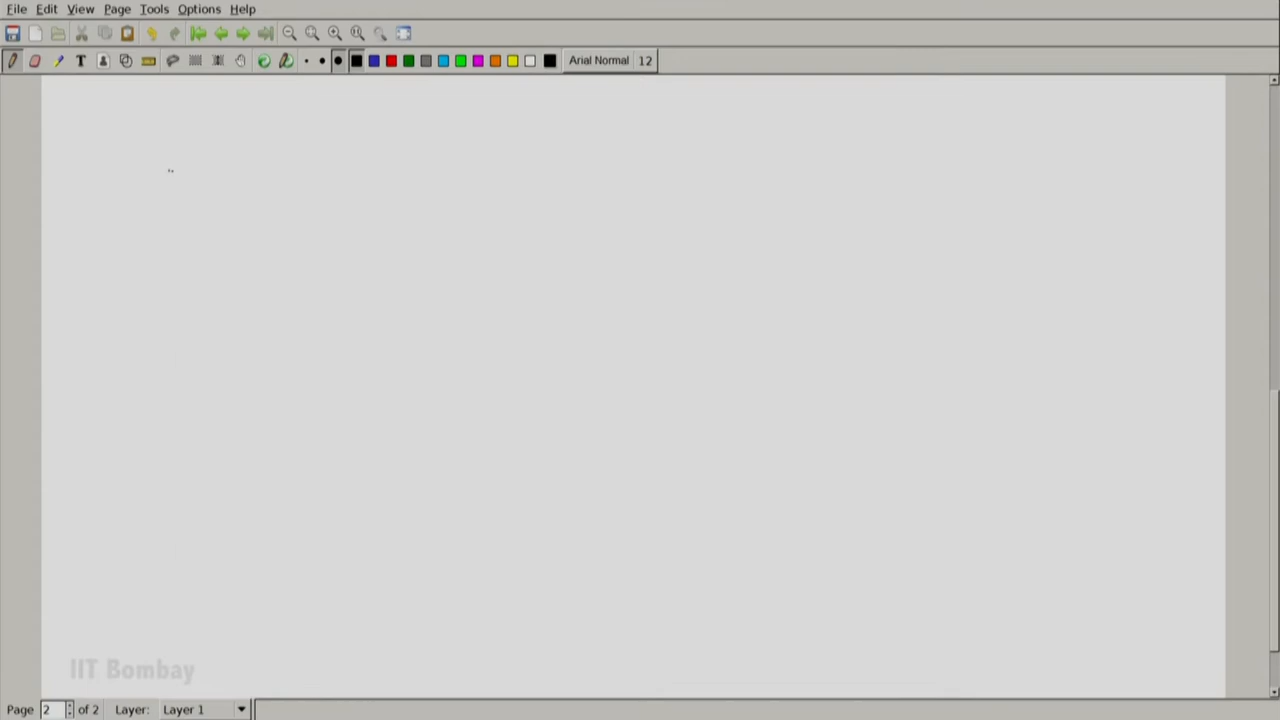 File Edit View Page Tools Options Help
T Arial Normal 12
IIT Bombay
Page 2 of 2 Layer: Layer 1